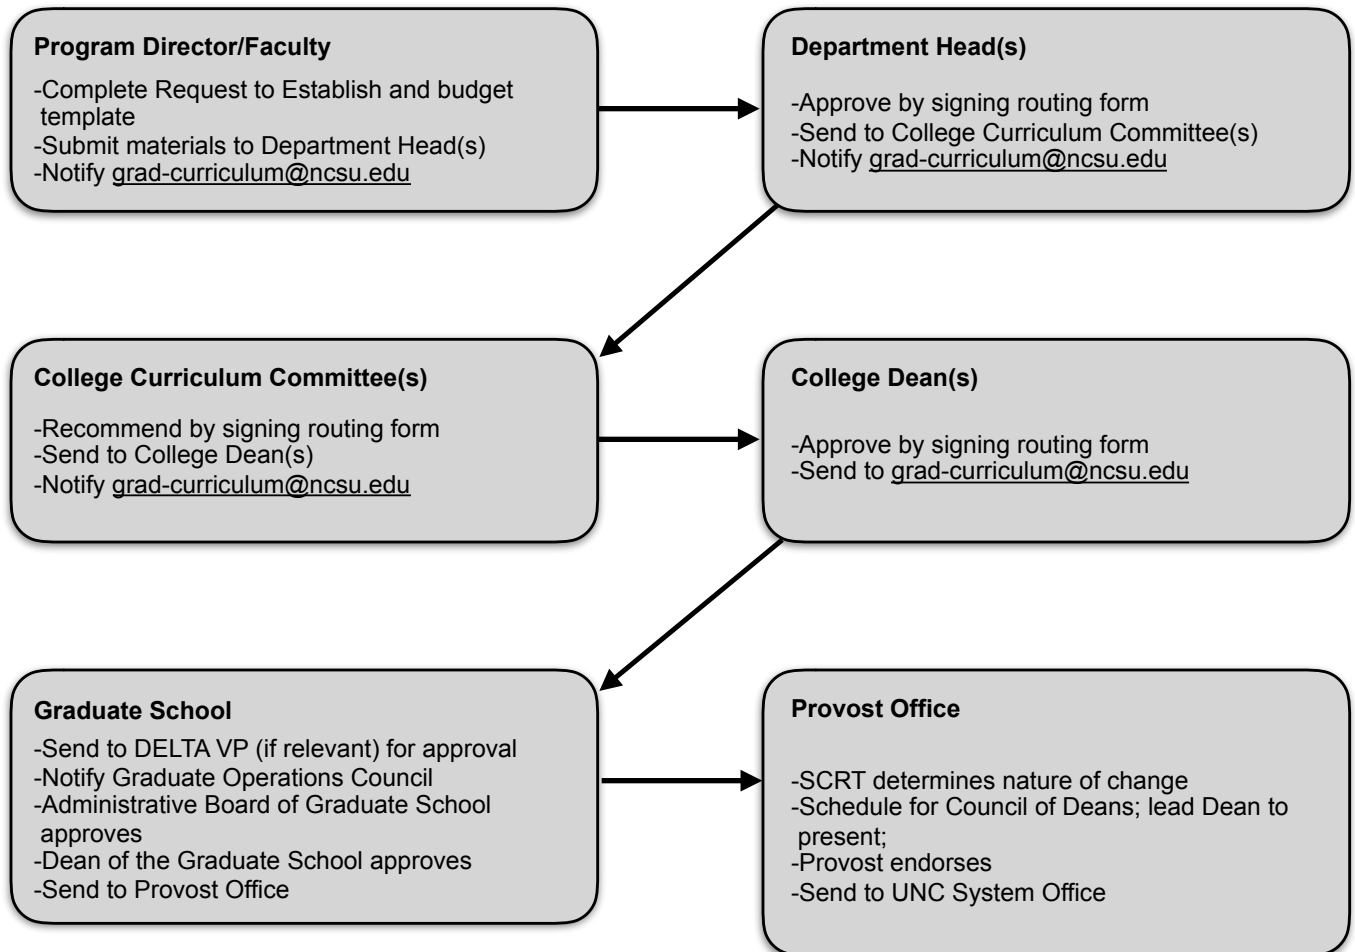 Program Director/Faculty
-Complete Request to Establish and budget
template
-Submit materials to Department Head(s)
-Notify grad-curriculum@ncsu.edu
Department Head(s)
-Approve by signing routing form
-Send to College Curriculum Committee(s)
-Notify grad-curriculum@ncsu.edu
College Curriculum Committee(s)
-Recommend by signing routing form
-Send to College Dean(s)
-Notify grad-curriculum@ncsu.edu
College Dean(s)
-Approve by signing routing form
-Send to grad-curriculum@ncsu.edu
Graduate School
-Send to DELTA VP (if relevant) for approval
-Notify Graduate Operations Council
-Administrative Board of Graduate School
approves
-Dean of the Graduate School approves
-Send to Provost Office
Provost Office
-SCRT determines nature of change
-Schedule for Council of Deans; lead Dean to
present;
-Provost endorses
-Send to UNC System Office